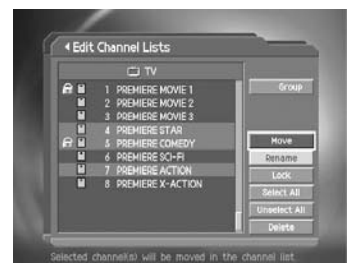 Edit Channel Lists
TV
Group
1 PREMIERE MOVIE 1
2 PREMIERE MOVIE 2
3 PREMIERE MOVIE 3
4 PREMIERE STAR
5 PREMIERE COMEDY
6 PREMIERE SCI-FI
7 PREMIERE ACTION
8 PREMIERE X-ACTION
Move
Rename
Lock
Select All
Unselect All
Delete
Selected channel(s) will be moved in the channel list